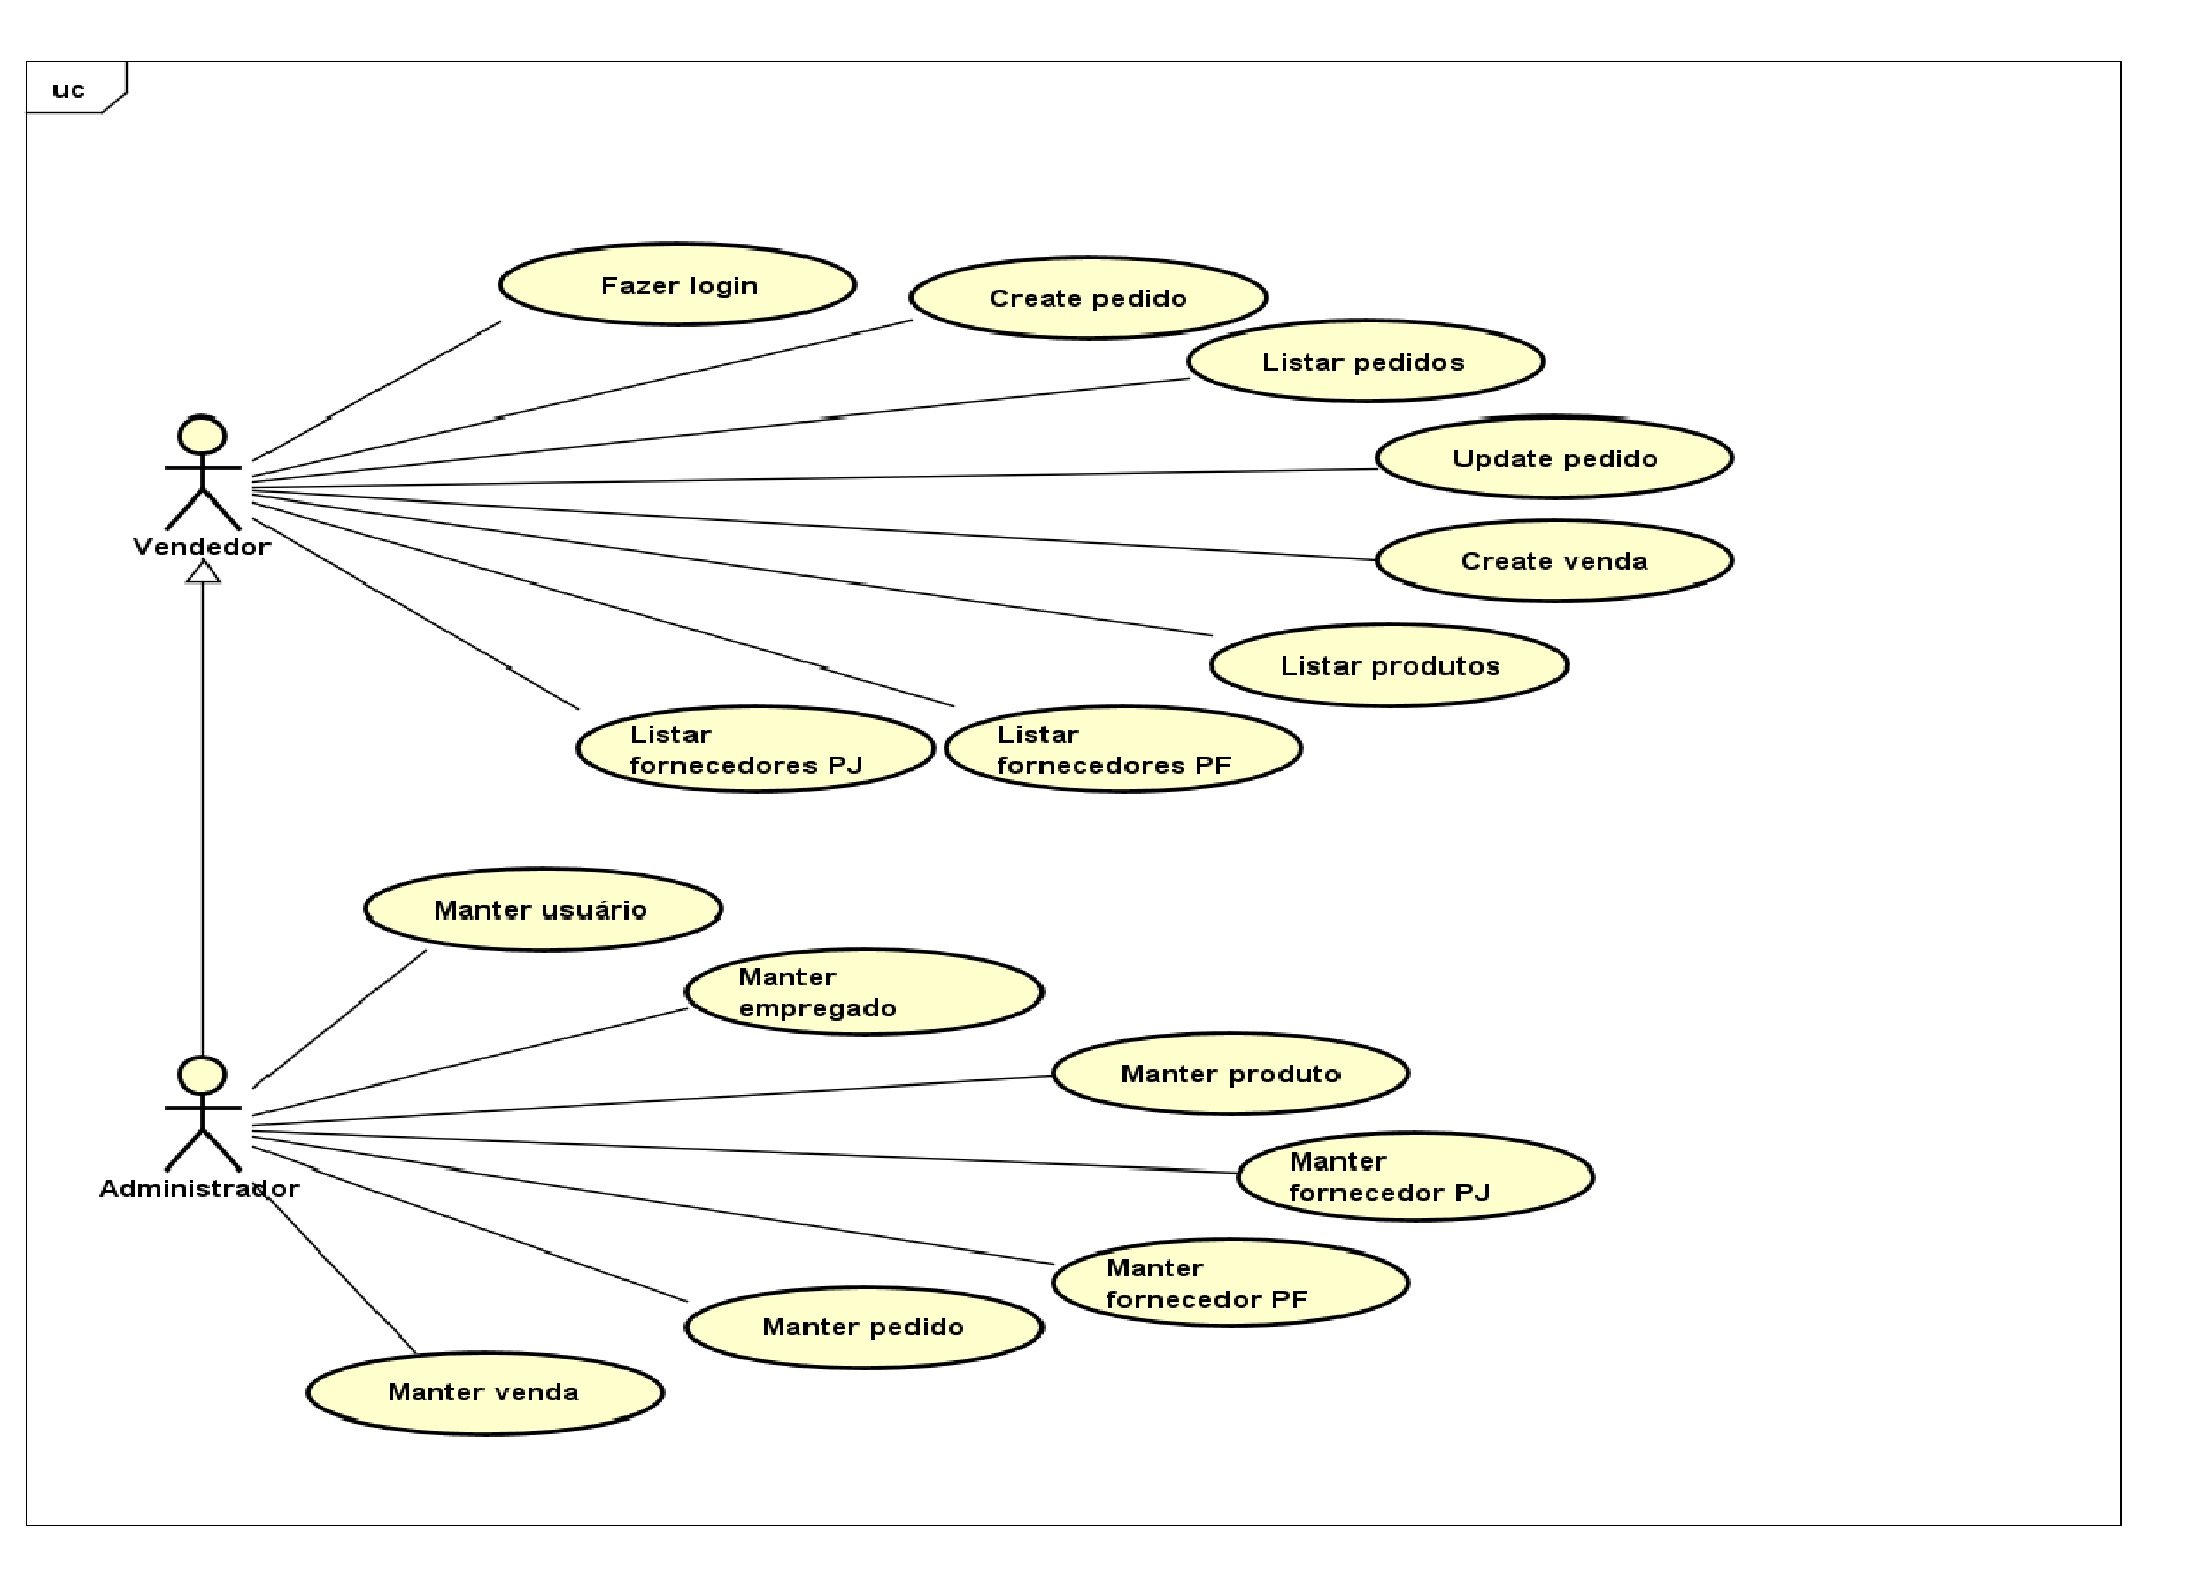 uc
Fazer login
Create pedido
Listar pedidos
Update pedido
Vendedor
Create venda
Listar produtos
Listar
fornecedores PJ
Listar
fornecedores PF
Manter usuário
Manter
empregado
Manter produto
Manter
fornecedor PJ
Administrador
Manter
fornecedor PF
Manter pedido
Manter venda